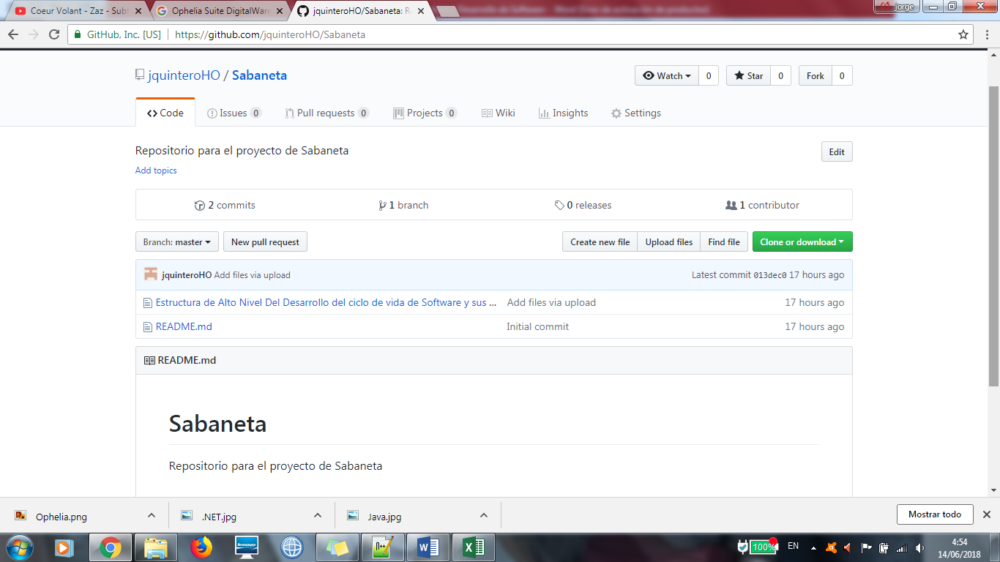 Coeur Volant - Zaz - Subt
Ophelia Suite DigitalWare
jquinteroHO/Sabaneta: R
jorge
GitHub, Inc. [US]
https://github.com/jquinteroHO/Sabaneta
jquinteroHO / Sabaneta
Watch 0 Star 0 Fork 0
Code Issues 0 Pull requests 0 Projects 0 Wiki Insights Settings
Repositorio para el proyecto de Sabaneta
Edit
Add topics
2 commits 1 branch 0 releases 1 contributor
Branch: master New pull request Create new file Upload files Find file Clone or download
jquinteroHO Add files via upload Latest commit 013dec0 17 hours ago
Estructura de Alto Nivel Del Desarrollo del ciclo de vida de Software y sus ... Add files via upload 17 hours ago
README.md Initial commit 17 hours ago
README.md
Sabaneta
Repositorio para el proyecto de Sabaneta
Ophelia.png .NET.jpg Java.jpg Mostrar todo
lenovo
100% EN 4:54
14/06/2018